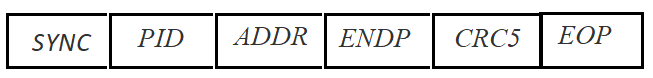 SYNC PID ADDR ENDP CRC5 EOP